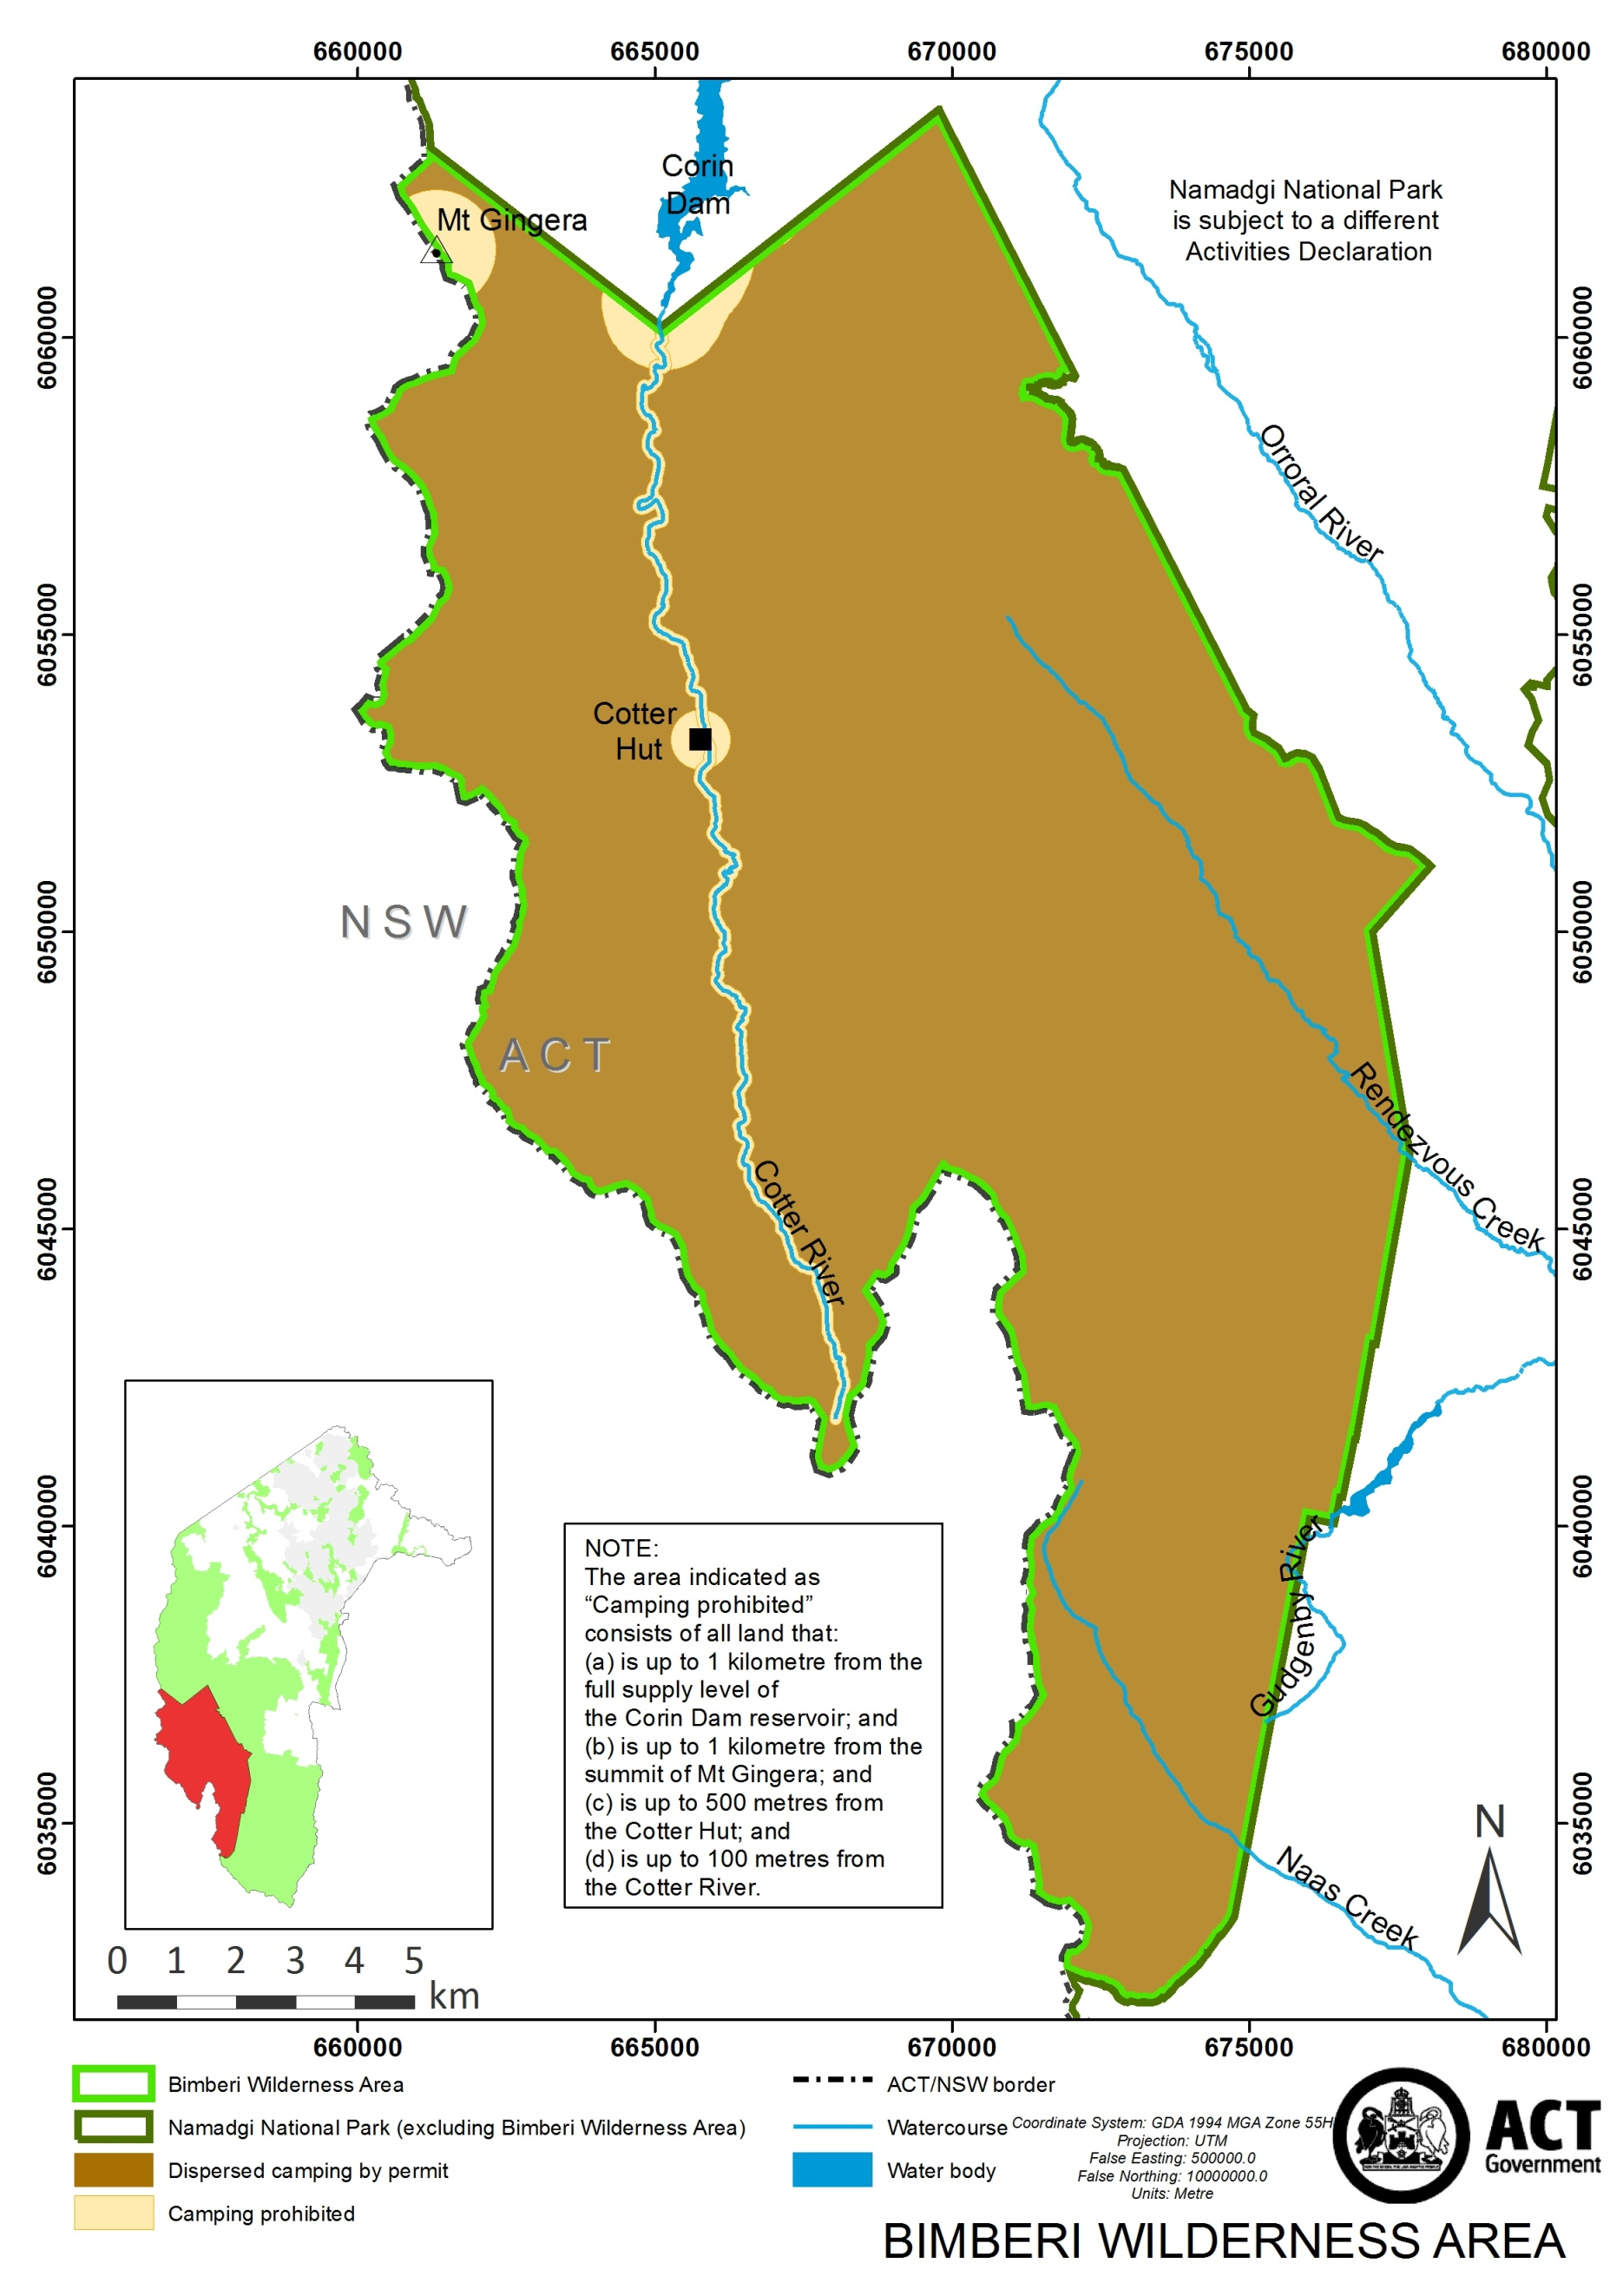 660000 665000 670000 675000 680000
Corin
Dam
Mt Gingera
Namadgi National Park
is subject to a different
Activities Declaration
6060000
6060000
Orroral River
6055000
6055000
Cotter
Hut
6050000
6050000
NSW
ACT
Rendezvous Creek
Cotter River
6045000
6045000
6040000
6040000
Gudgenby River
NOTE:
The area indicated as
“Camping prohibited”
consists of all land that:
(a) is up to 1 kilometre from the
full supply level of
the Corin Dam reservoir; and
(b) is up to 1 kilometre from the
summit of Mt Gingera; and
(c) is up to 500 metres from
the Cotter Hut; and
(d) is up to 100 metres from
the Cotter River.
6035000
6035000
N
Naas Creek
0 1 2 3 4 5
km
660000 665000 670000 675000 680000
Bimberi Wilderness Area
Namadgi National Park (excluding Bimberi Wilderness Area)
Dispersed camping by permit
Camping prohibited
ACT/NSW border
Watercourse
Water body
Coordinate System: GDA 1994 MGA Zone 55H
Projection: UTM
False Easting: 500000.0
False Northing: 10000000.0
Units: Metre
ACT
Government
BIMBERI WILDERNESS AREA